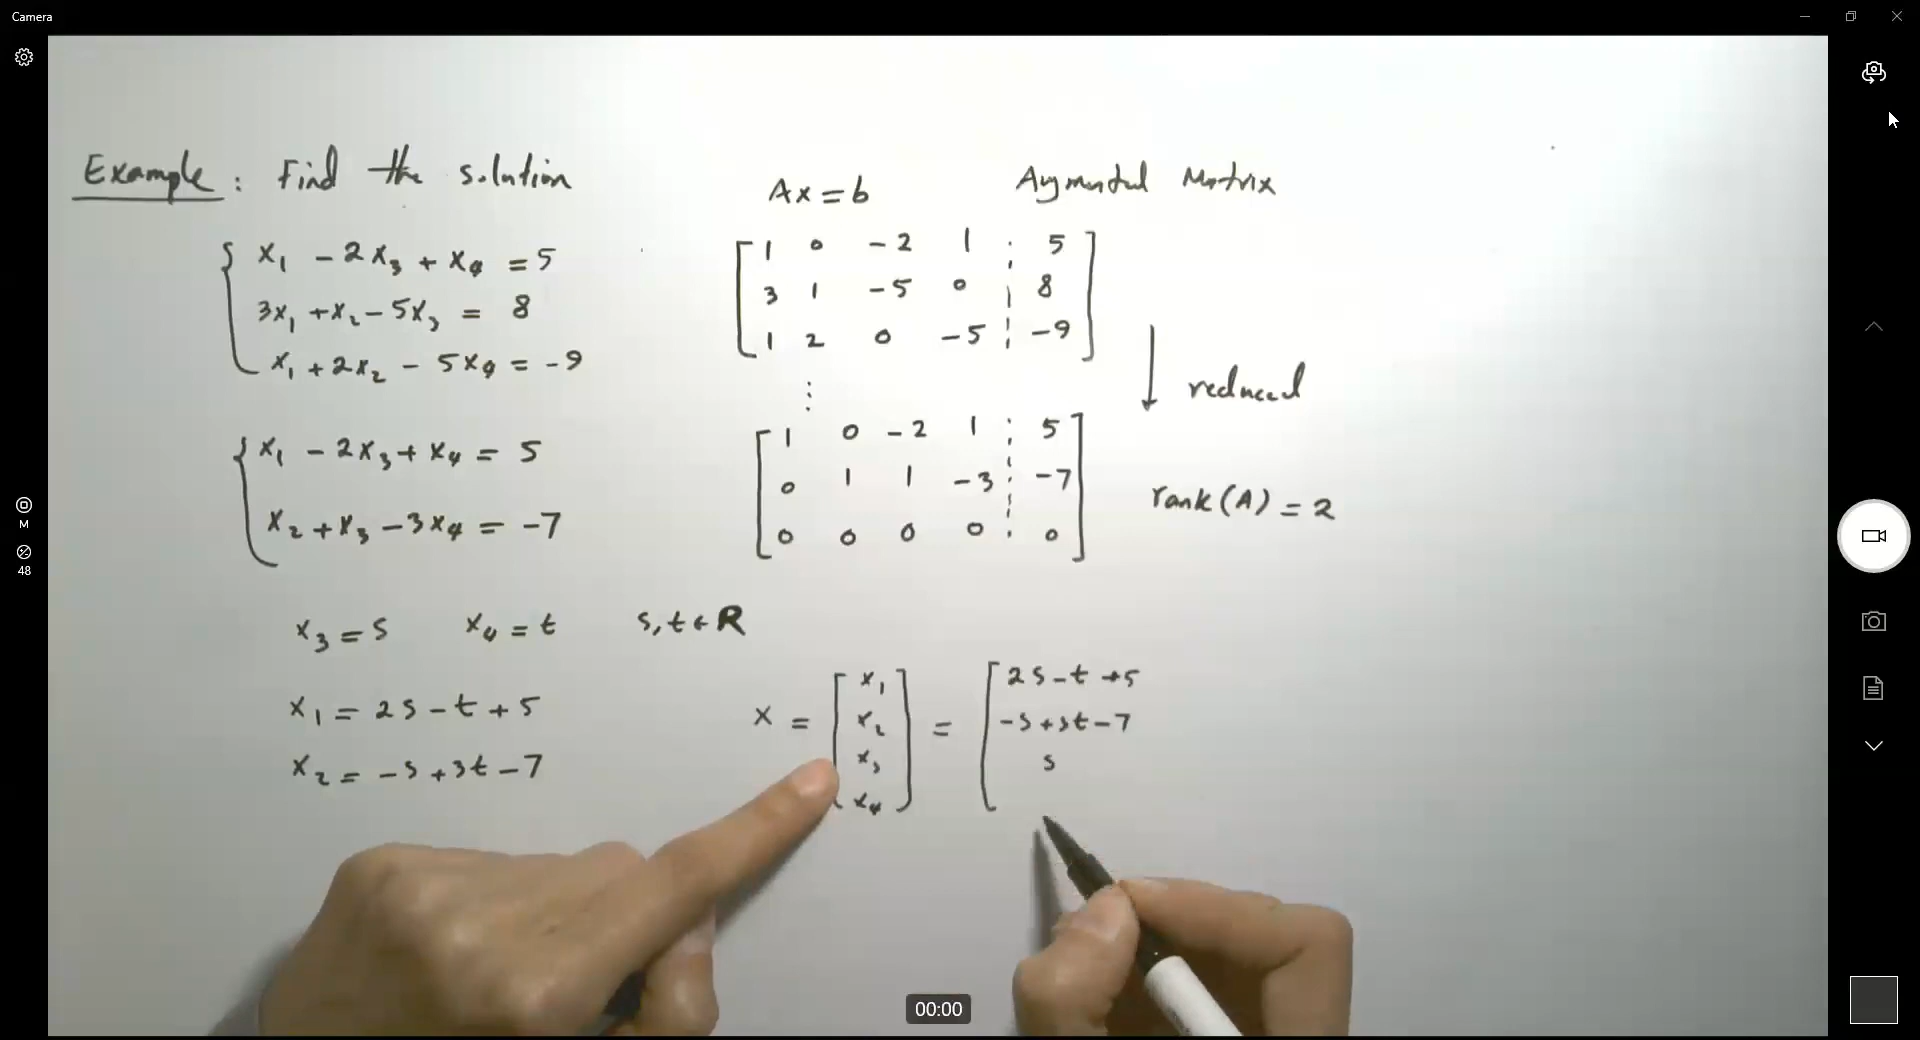 Camera
Example: Find the solution
x₁ - 2x₃ + x₄ = 5
3x₁ + x₂ - 5x₃ = 8
x₁ + 2x₂ - 5x₄ = -9
x₁ - 2x₃ + x₄ = 5
x₂ + x₃ - 3x₄ = -7
x₃ = s x₄ = t s, t ∈ R
x₁ = 2s - t + 5
x₂ = -s + 3t - 7
Ax = b Augmented Matrix
1 0 -2 1 ⋮ 5
3 1 -5 0 ⋮ 8
1 2 0 -5 ⋮ -9
⋮
reduced
1 0 -2 1 ⋮ 5
0 1 1 -3 ⋮ -7
0 0 0 0 ⋮ 0
rank(A) = 2
x = [x₁ x₂ x₃ x₄] = [2s - t + 5
-s + 3t - 7
s
M
48
00:00